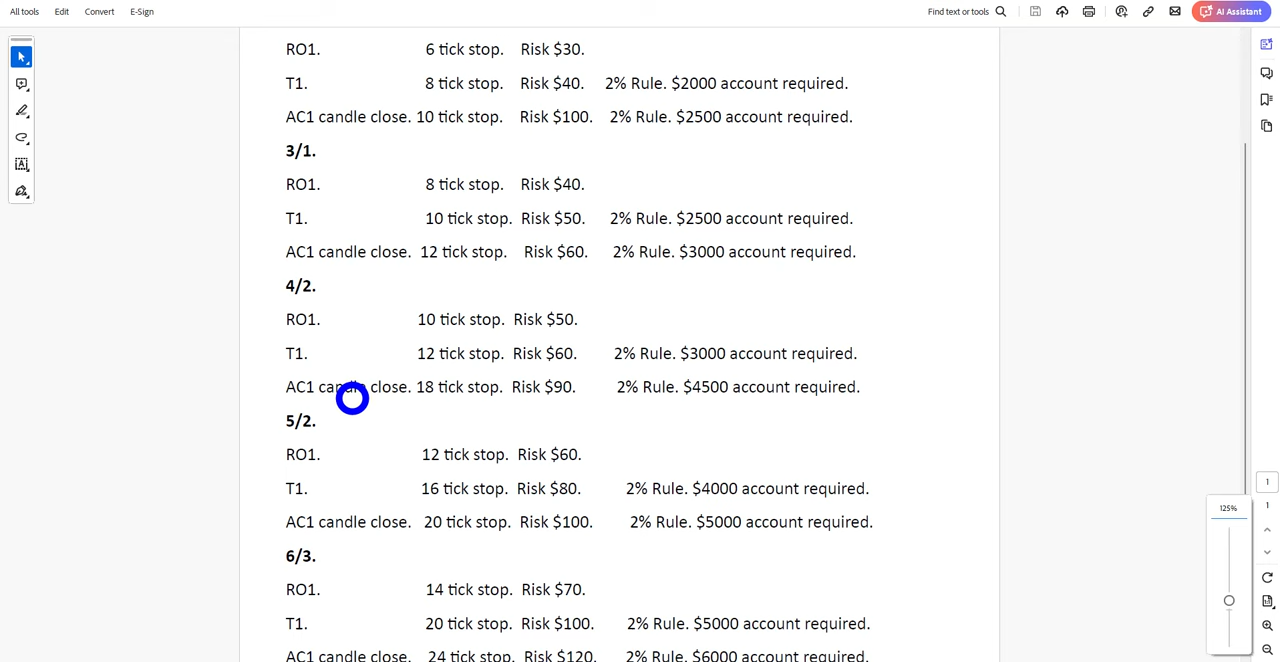 All tools Edit Convert E-Sign Find text or tools AI Assistant
RO1. 6 tick stop. Risk $30.
T1. 8 tick stop. Risk $40. 2% Rule. $2000 account required.
AC1 candle close. 10 tick stop. Risk $100. 2% Rule. $2500 account required.
3/1.
RO1. 8 tick stop. Risk $40.
T1. 10 tick stop. Risk $50. 2% Rule. $2500 account required.
AC1 candle close. 12 tick stop. Risk $60. 2% Rule. $3000 account required.
4/2.
RO1. 10 tick stop. Risk $50.
T1. 12 tick stop. Risk $60. 2% Rule. $3000 account required.
AC1 candle close. 18 tick stop. Risk $90. 2% Rule. $4500 account required.
5/2.
RO1. 12 tick stop. Risk $60.
T1. 16 tick stop. Risk $80. 2% Rule. $4000 account required.
1
1
125%
AC1 candle close. 20 tick stop. Risk $100. 2% Rule. $5000 account required.
6/3.
RO1. 14 tick stop. Risk $70.
T1. 20 tick stop. Risk $100. 2% Rule. $5000 account required.
AC1 candle close. 24 tick stop. Risk $120. 2% Rule. $6000 account required.